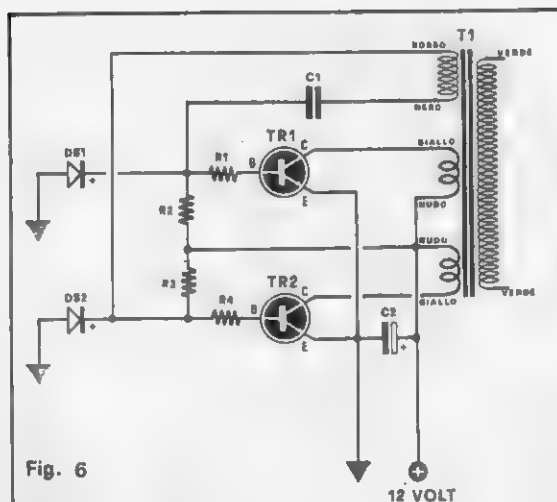 T1
ROSSO
VERDE
C1
NERO
TR1
C
GIALLO
DS1
+
R1
B
E
NUDO
R2
NUDO
R3
TR2
C
DS2
+
R4
B
GIALLO
E
C2
VERDE
+
Fig. 6
+
12 VOLT